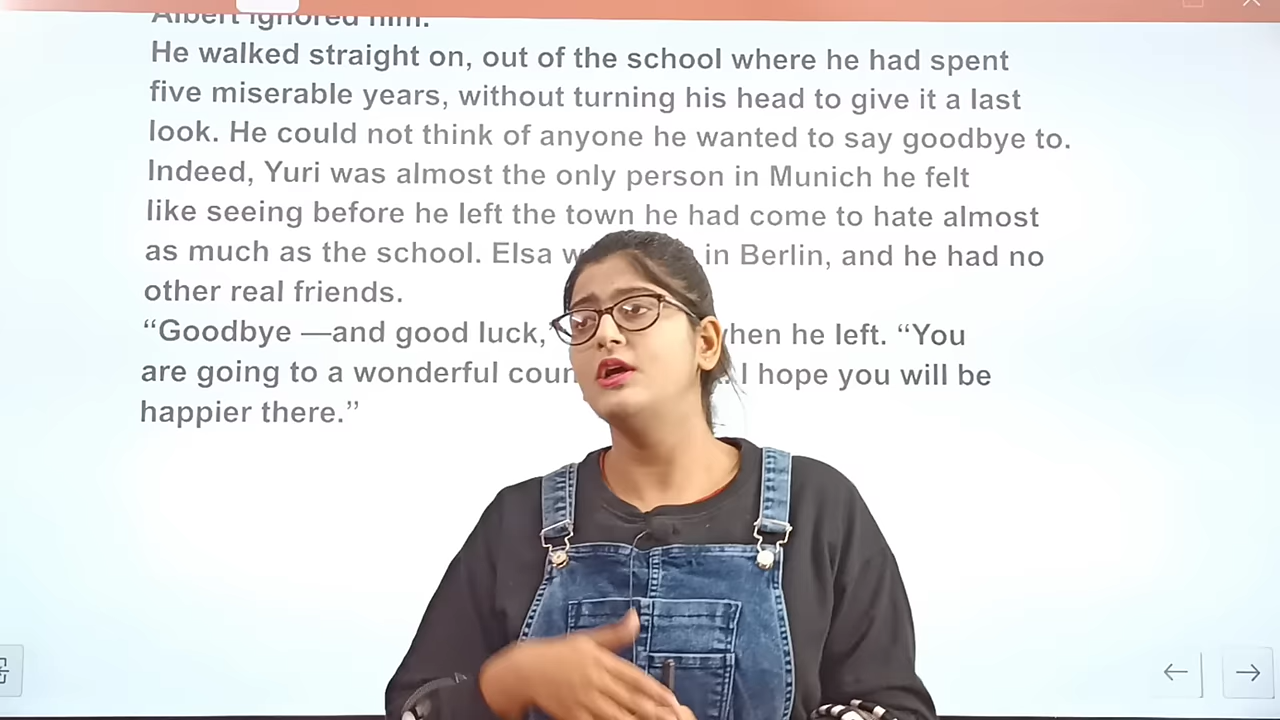 Albert ignored him.
He walked straight on, out of the school where he had spent
five miserable years, without turning his head to give it a last
look. He could not think of anyone he wanted to say goodbye to.
Indeed, Yuri was almost the only person in Munich he felt
like seeing before he left the town he had come to hate almost
as much as the school. Elsa in Berlin, and he had no
other real friends.
“Goodbye —and good luck,” when he left. “You
are going to a wonderful I hope you will be
happier there.”